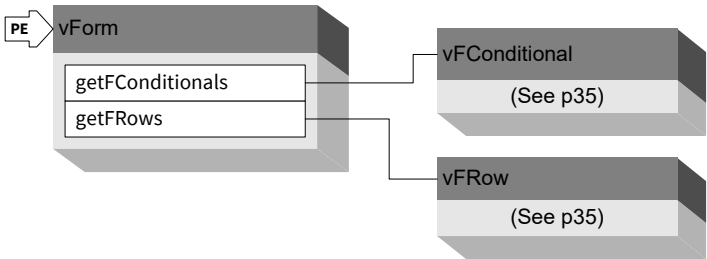 PE
vForm
getFConditionals
getFRows
vFConditional
(See p35)
vFRow
(See p35)